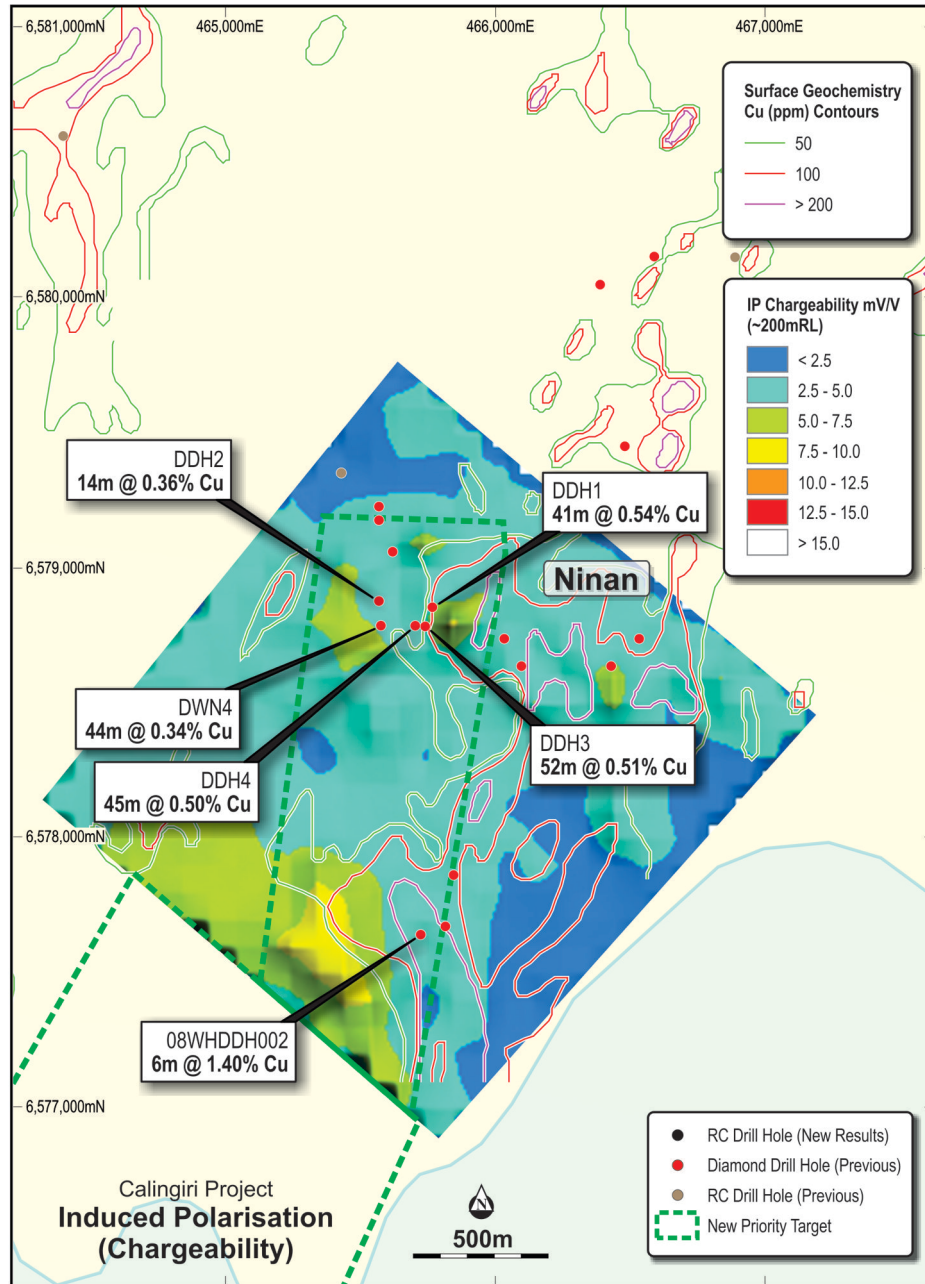 6,581,000mN
465,000mE
466,000mE
467,000mE
Surface Geochemistry
Cu (ppm) Contours
50
100
> 200
6,580,000mN
IP Chargeability mV/V
(~200mRL)
< 2.5
2.5 - 5.0
5.0 - 7.5
7.5 - 10.0
10.0 - 12.5
12.5 - 15.0
> 15.0
DDH2
14m @ 0.36% Cu
DDH1
41m @ 0.54% Cu
6,579,000mN
Ninan
DWN4
44m @ 0.34% Cu
DDH3
52m @ 0.51% Cu
DDH4
45m @ 0.50% Cu
6,578,000mN
08WHDDH002
6m @ 1.40% Cu
6,577,000mN
Calingiri Project
Induced Polarisation
(Chargeability)
N
500m
RC Drill Hole (New Results)
Diamond Drill Hole (Previous)
RC Drill Hole (Previous)
New Priority Target